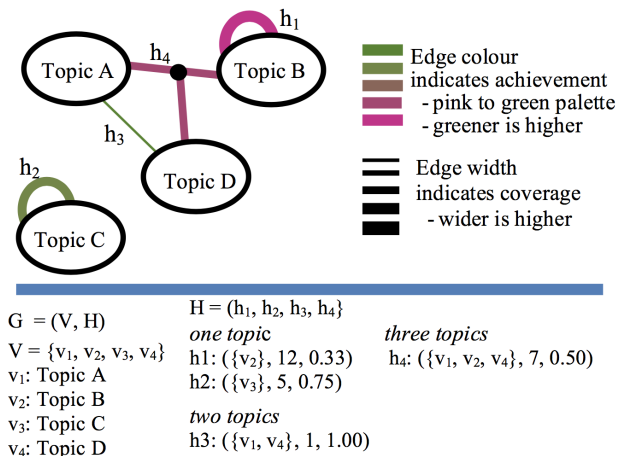 h₁
h₄
Topic A
Topic B
h₃
h₂
Topic D
Topic C
Edge colour
indicates achievement
- pink to green palette
- greener is higher
Edge width
indicates coverage
- wider is higher
G = (V, H)
V = {v₁, v₂, v₃, v₄}
v₁: Topic A
v₂: Topic B
v₃: Topic C
v₄: Topic D
H = (h₁, h₂, h₃, h₄}
one topic
h1: ({v₂}, 12, 0.33)
h2: ({v₃}, 5, 0.75)
two topics
h3: ({v₁, v₄}, 1, 1.00)
three topics
h₄: ({v₁, v₂, v₄}, 7, 0.50)